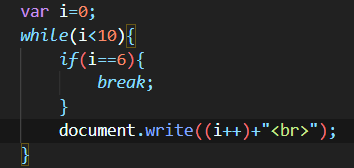 var i=0;
while(i<10){
if(i==6){
break;
}
document.write((i++)+"<br>");
}